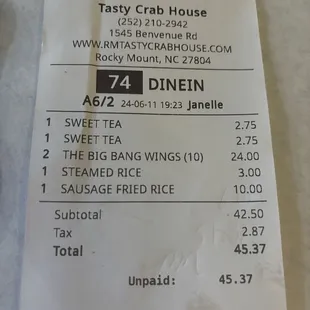 Tasty Crab House
(252) 210-2942
1545 Benvenue Rd
WWW.RMTASTYCRABHOUSE.COM
Rocky Mount, NC 27804
74 DINEIN
A6/2 24-06-11 19:23 Janelle
1 SWEET TEA 2.75
1 SWEET TEA 2.75
2 THE BIG BANG WINGS (10) 24.00
1 STEAMED RICE 3.00
1 SAUSAGE FRIED RICE 10.00
Subtotal 42.50
Tax 2.87
Total 45.37
Unpaid: 45.37